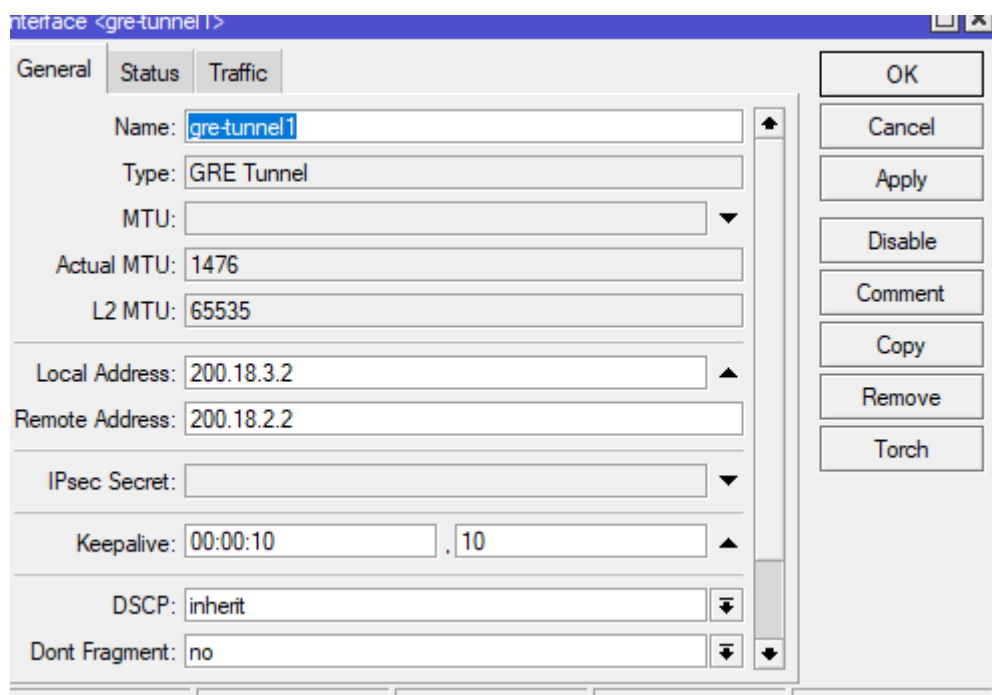 nterface <gre-tunnel1>
General Status Traffic
Name: gre-tunnel1
Type: GRE Tunnel
MTU:
Actual MTU: 1476
L2 MTU: 65535
Local Address: 200.18.3.2
Remote Address: 200.18.2.2
IPsec Secret:
Keepalive: 00:00:10 , 10
DSCP: inherit
Dont Fragment: no
OK
Cancel
Apply
Disable
Comment
Copy
Remove
Torch